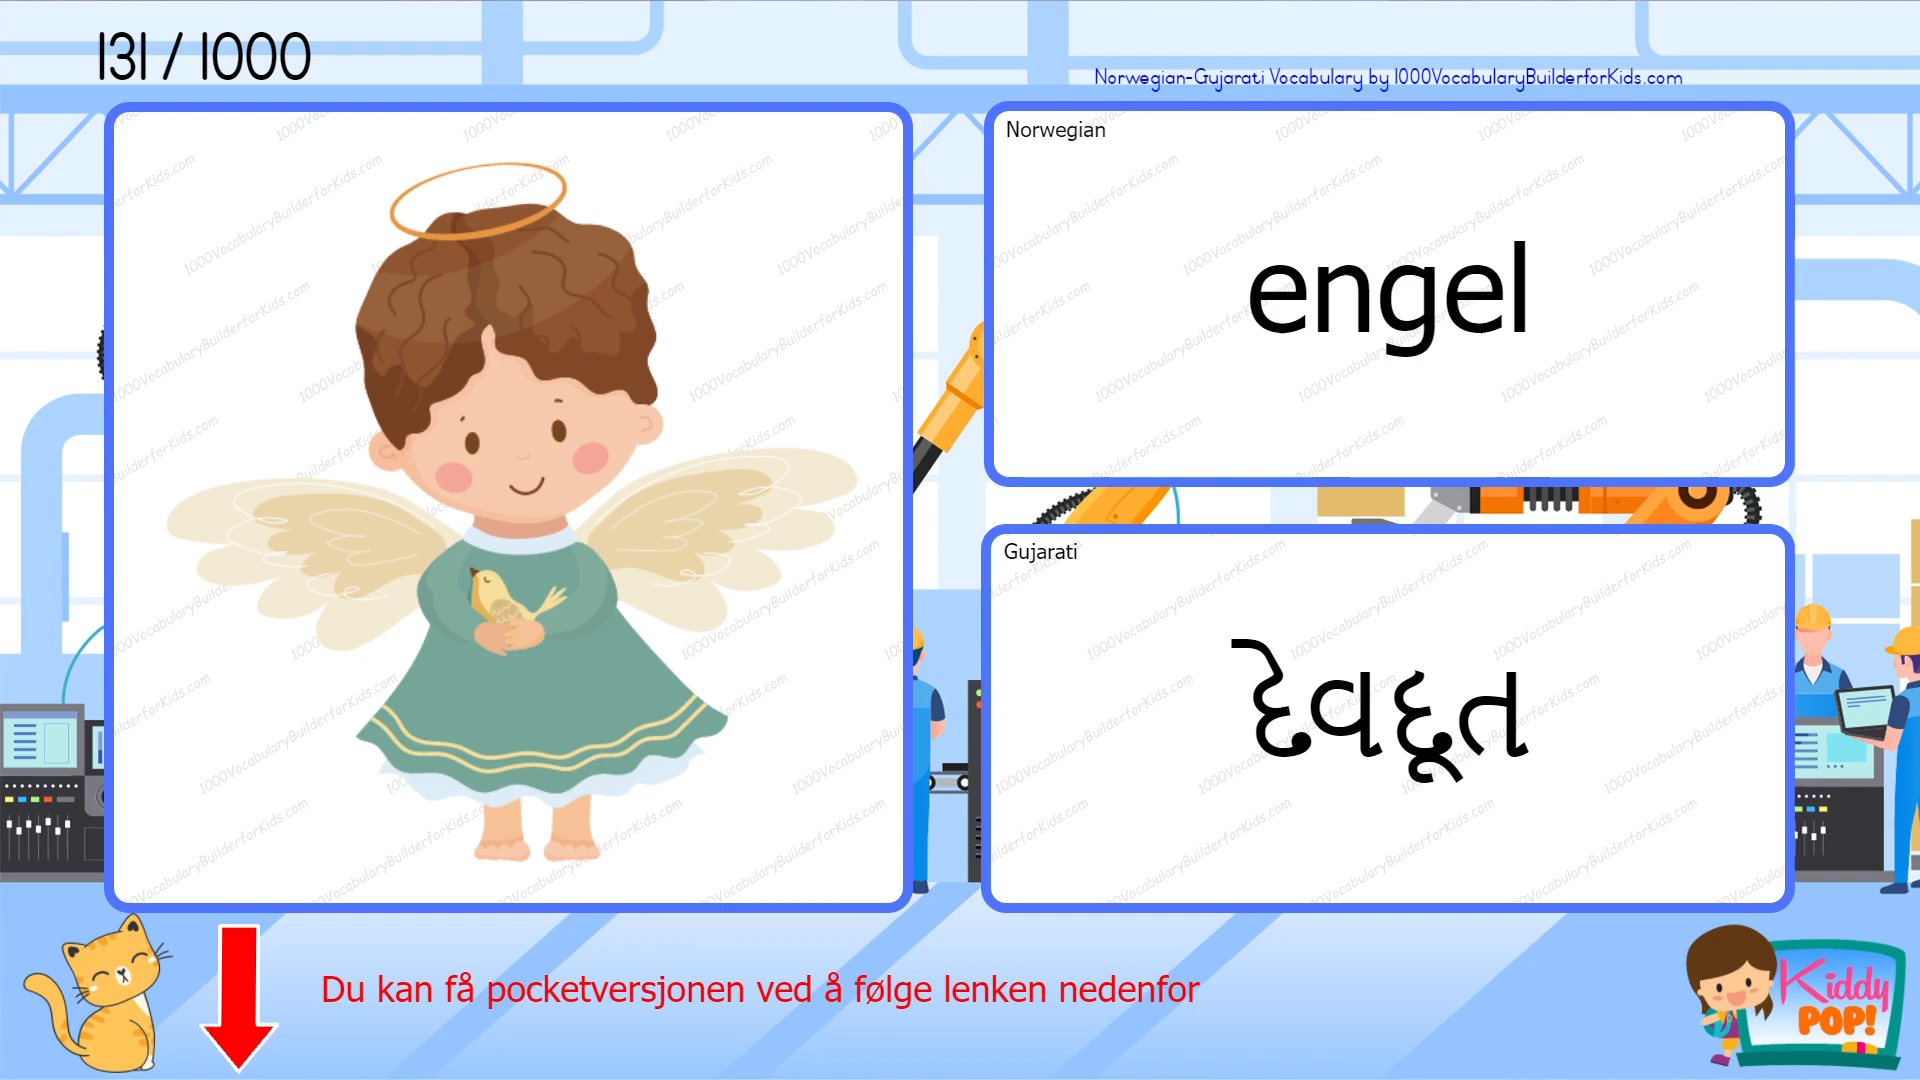 131 / 1000
Norwegian-Gujarati Vocabulary by 1000VocabularyBuilderforKids.com
Norwegian
engel
Gujarati
દેવદૂત
Du kan få pocketversjonen ved å følge lenken nedenfor
Kiddy
POP!